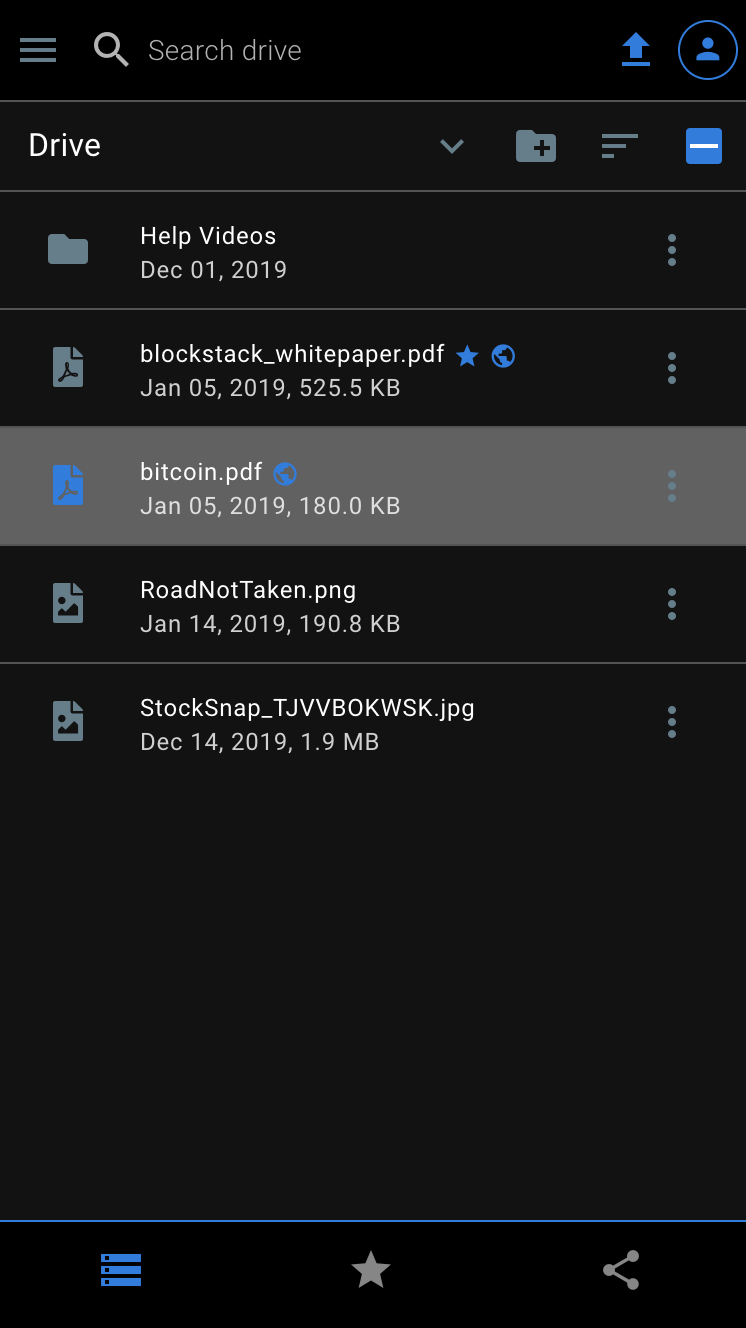 Search drive
Drive
Help Videos
Dec 01, 2019
blockstack_whitepaper.pdf
Jan 05, 2019, 525.5 KB
bitcoin.pdf
Jan 05, 2019, 180.0 KB
RoadNotTaken.png
Jan 14, 2019, 190.8 KB
StockSnap_TJVVBOKWSK.jpg
Dec 14, 2019, 1.9 MB